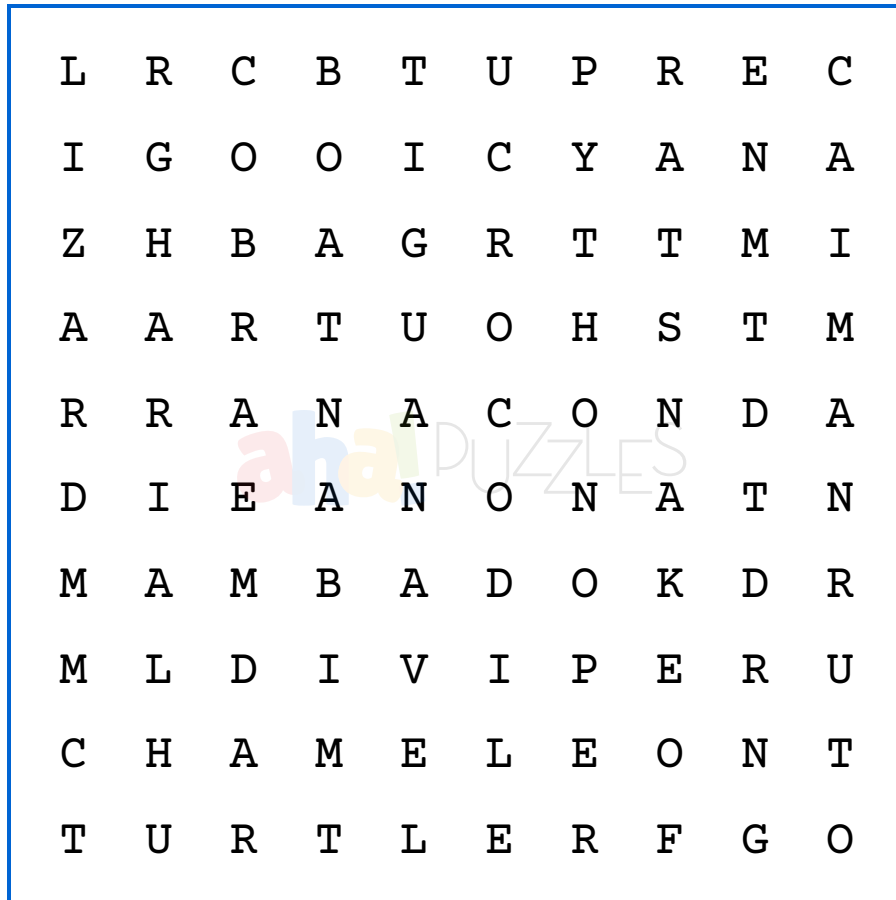 L R C B T U P R E C
I G O O I C Y A N A
Z H B A G R T T M I
A A R T U O H S T M
R R A N A C O N D A
aha! PUZZLES
D I E A N O N A T N
M A M B A D O K D R
M L D I V I P E R U
C H A M E L E O N T
T U R T L E R F G O